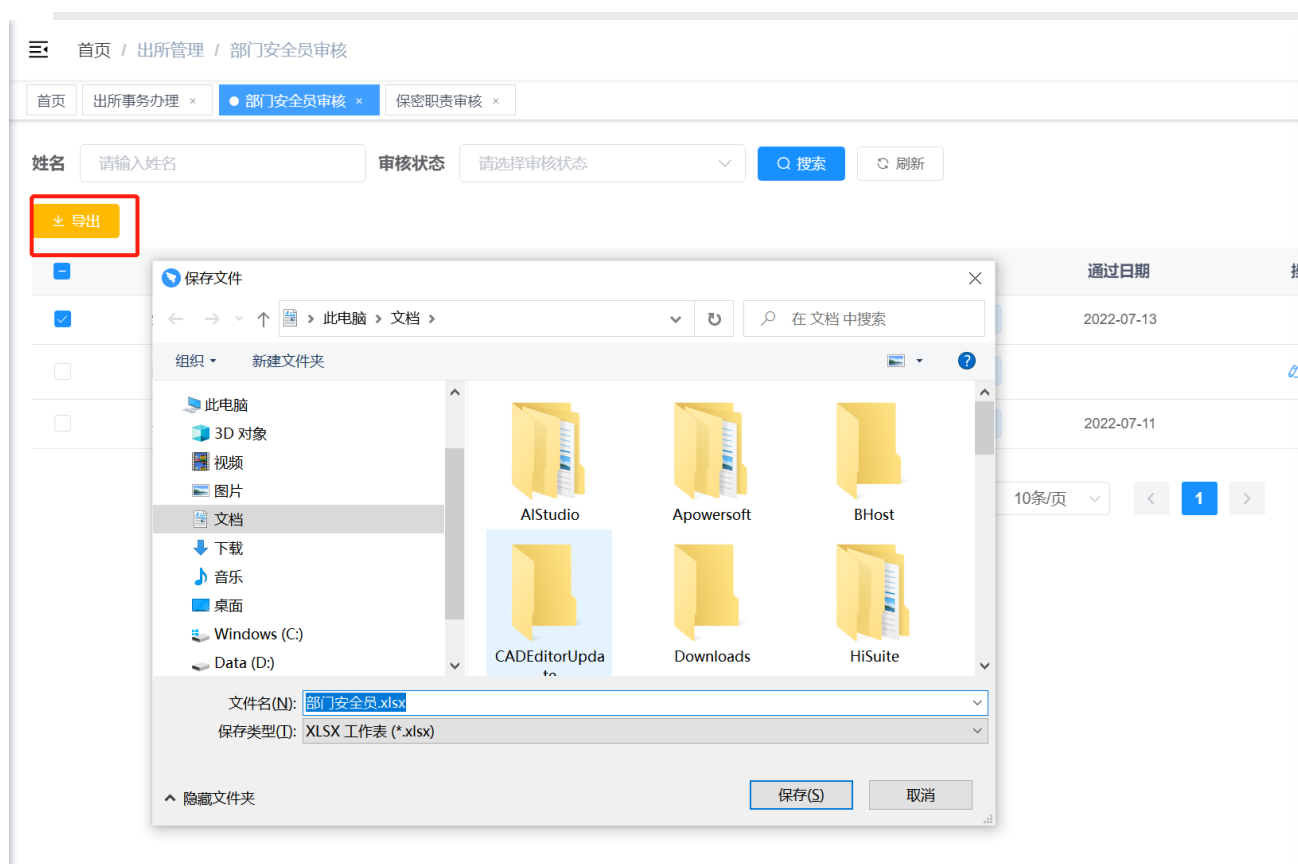 首页 / 出所管理 / 部门安全员审核
首页 出所事务办理 × 部门安全员审核 × 保密职责审核 ×
姓名 请输入姓名 审核状态 请选择审核状态 搜索 刷新
导出
通过日期
保存文件
此电脑 > 文档 >
在 文档 中搜索
2022-07-13
组织 新建文件夹
此电脑
3D 对象
视频
图片
文档
下载
音乐
桌面
Windows (C:)
Data (D:)
AIStudio Apowersoft BHost
CADEditorUpda Downloads HiSuite
te
2022-07-11
10条/页 < 1 >
文件名(N): 部门安全员.xlsx
保存类型(T): XLSX 工作表 (*.xlsx)
隐藏文件夹 保存(S) 取消